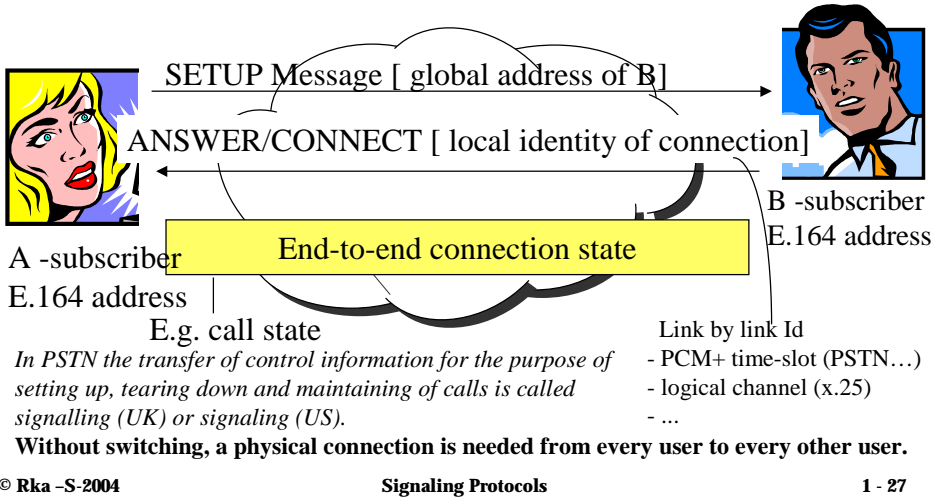 SETUP Message [ global address of B]
ANSWER/CONNECT [ local identity of connection]
B -subscriber
E.164 address
End-to-end connection state
A -subscriber
E.164 address
E.g. call state
Link by link Id
- PCM+ time-slot (PSTN…)
- logical channel (x.25)
- ...
In PSTN the transfer of control information for the purpose of
setting up, tearing down and maintaining of calls is called
signalling (UK) or signaling (US).
Without switching, a physical connection is needed from every user to every other user.
© Rka –S-2004 Signaling Protocols 1 - 27